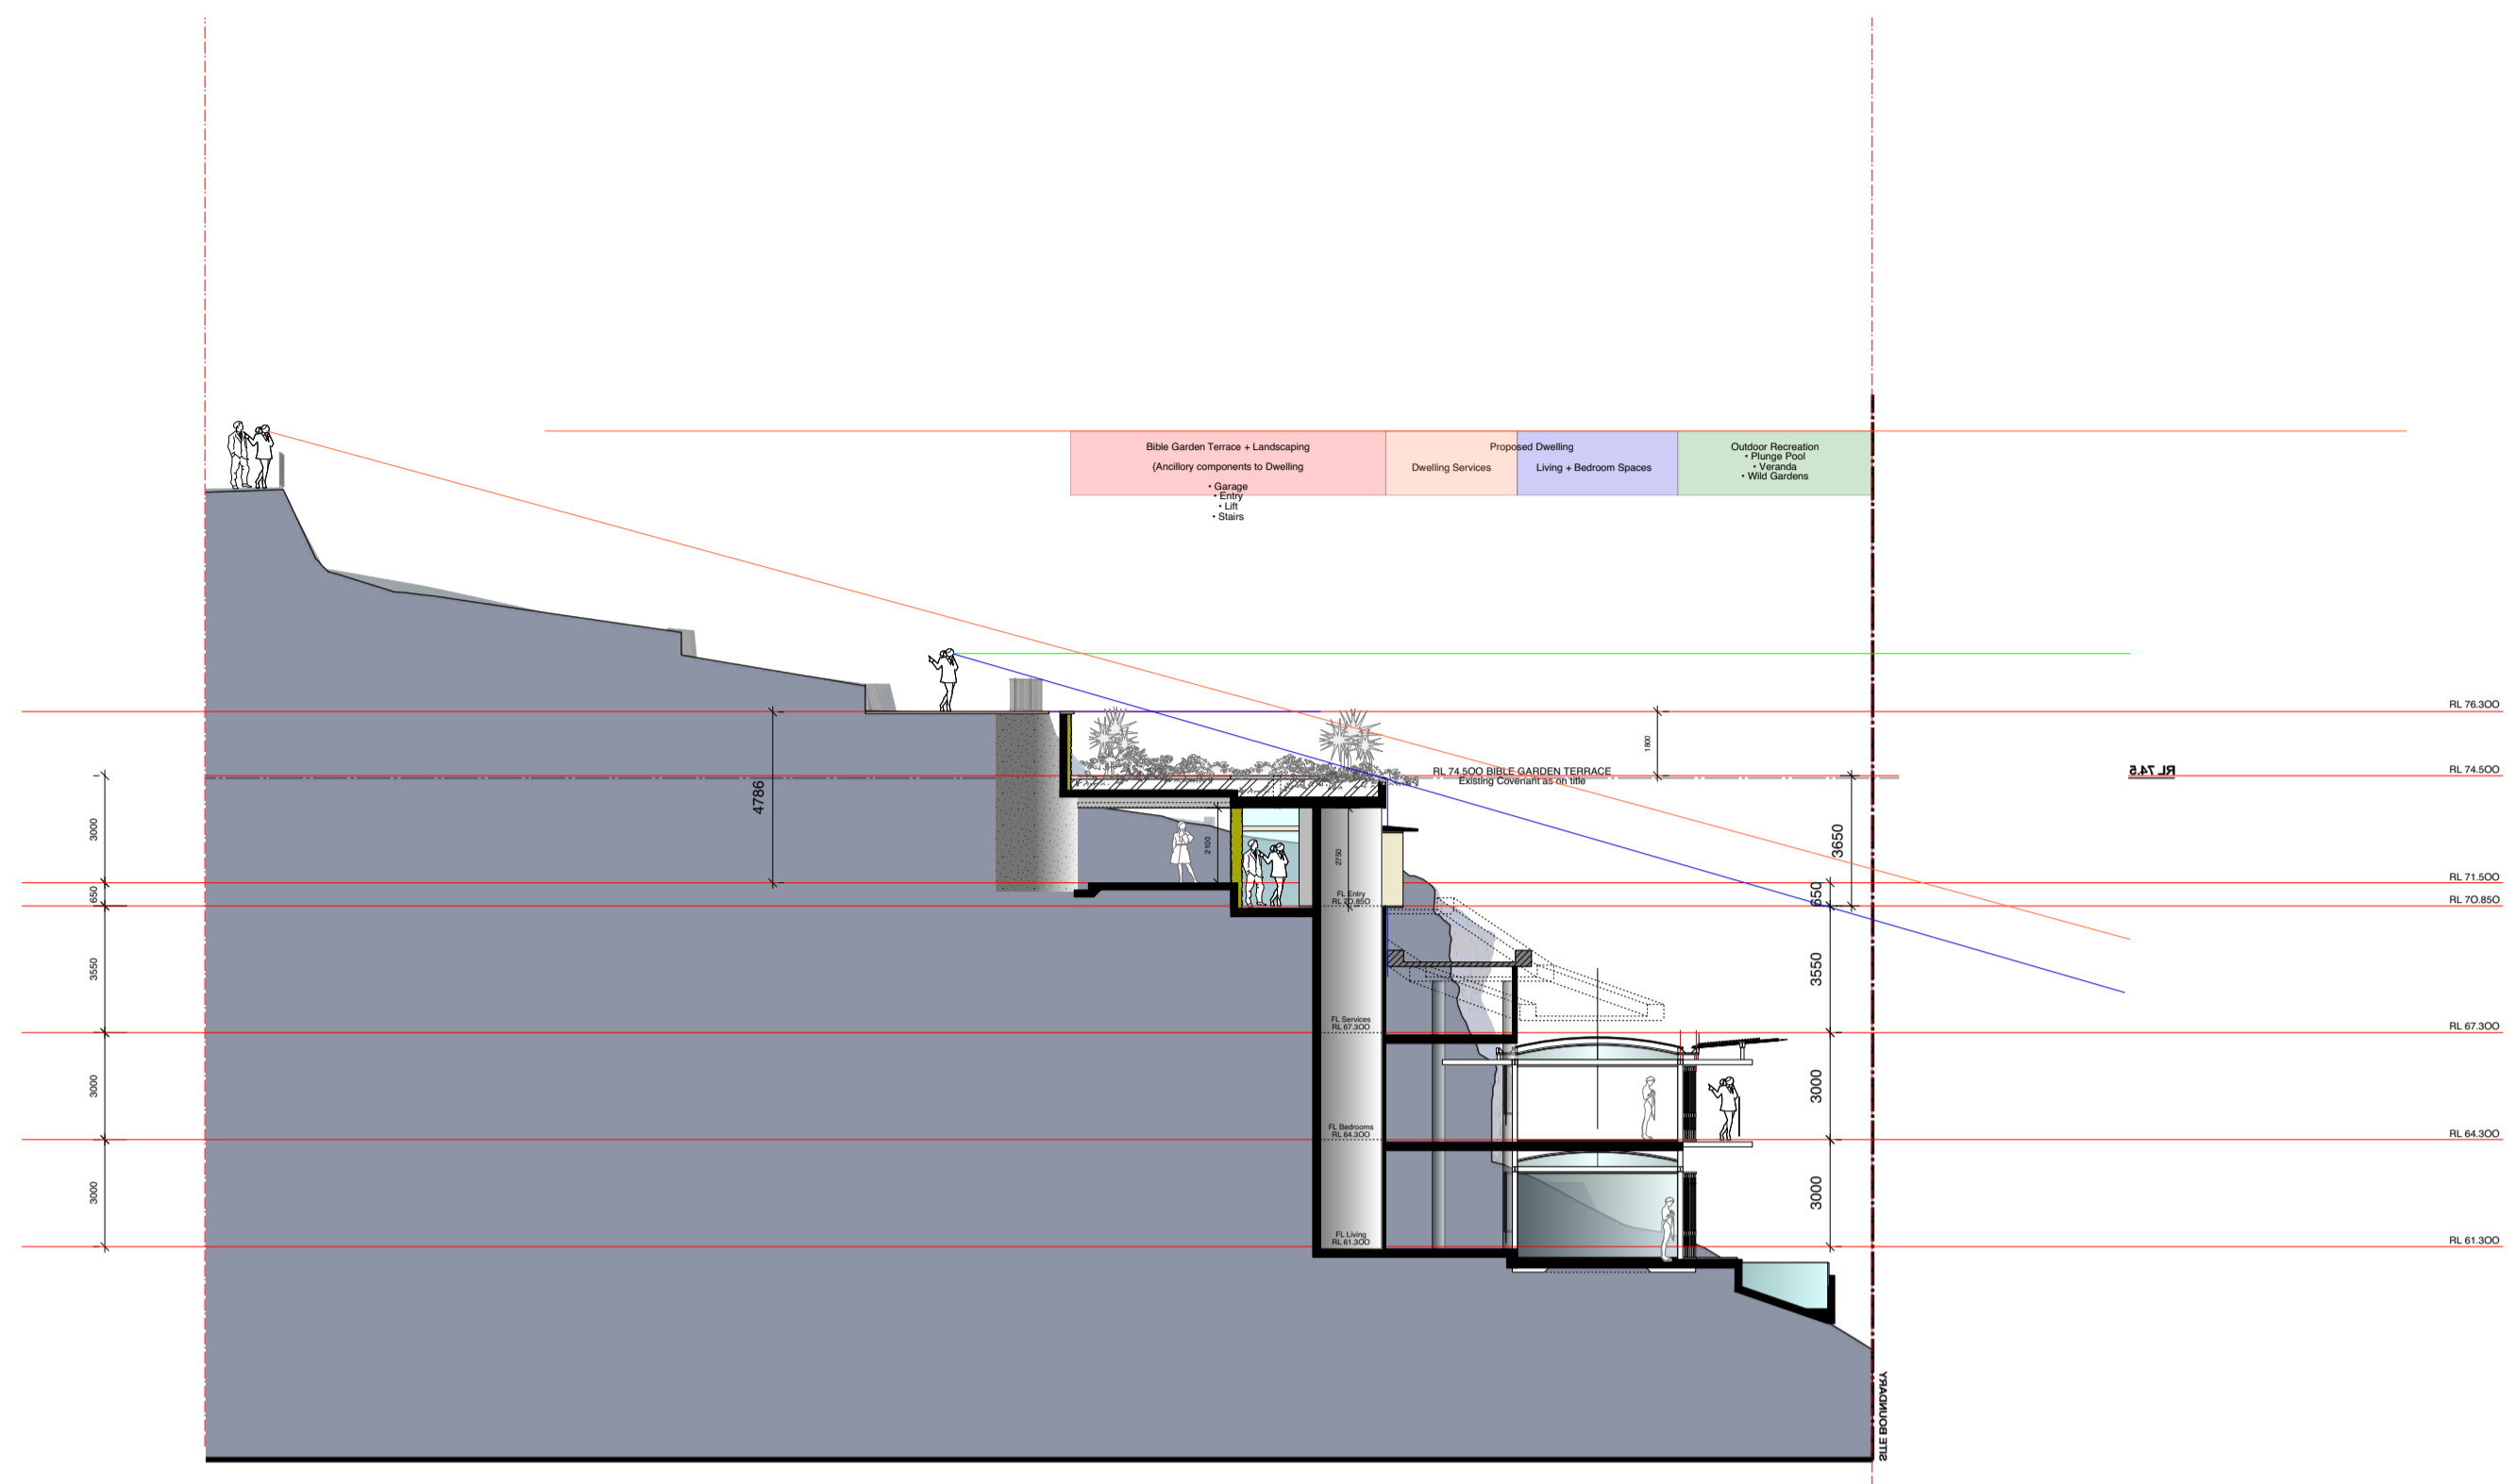 Bible Garden Terrace + Landscaping
{Ancillory components to Dwelling
• Garage
• Entry
• Lift
• Stairs
Proposed Dwelling
Dwelling Services
Living + Bedroom Spaces
Outdoor Recreation
• Plunge Pool
• Veranda
• Wild Gardens
RL 76.300
1800
4786
RL 74.500 BIBLE GARDEN TERRACE
Existing Covenant as on title
RL 74.500
RL 74.5
3000
2100
2750
3650
RL 71.500
650
650
FL Entry
RL 70.850
RL 70.850
3550
3550
FL Services
RL 67.300
RL 67.300
3000
3000
FL Bedrooms
RL 64.300
RL 64.300
3000
3000
FL Living
RL 61.300
RL 61.300
SITE BOUNDARY